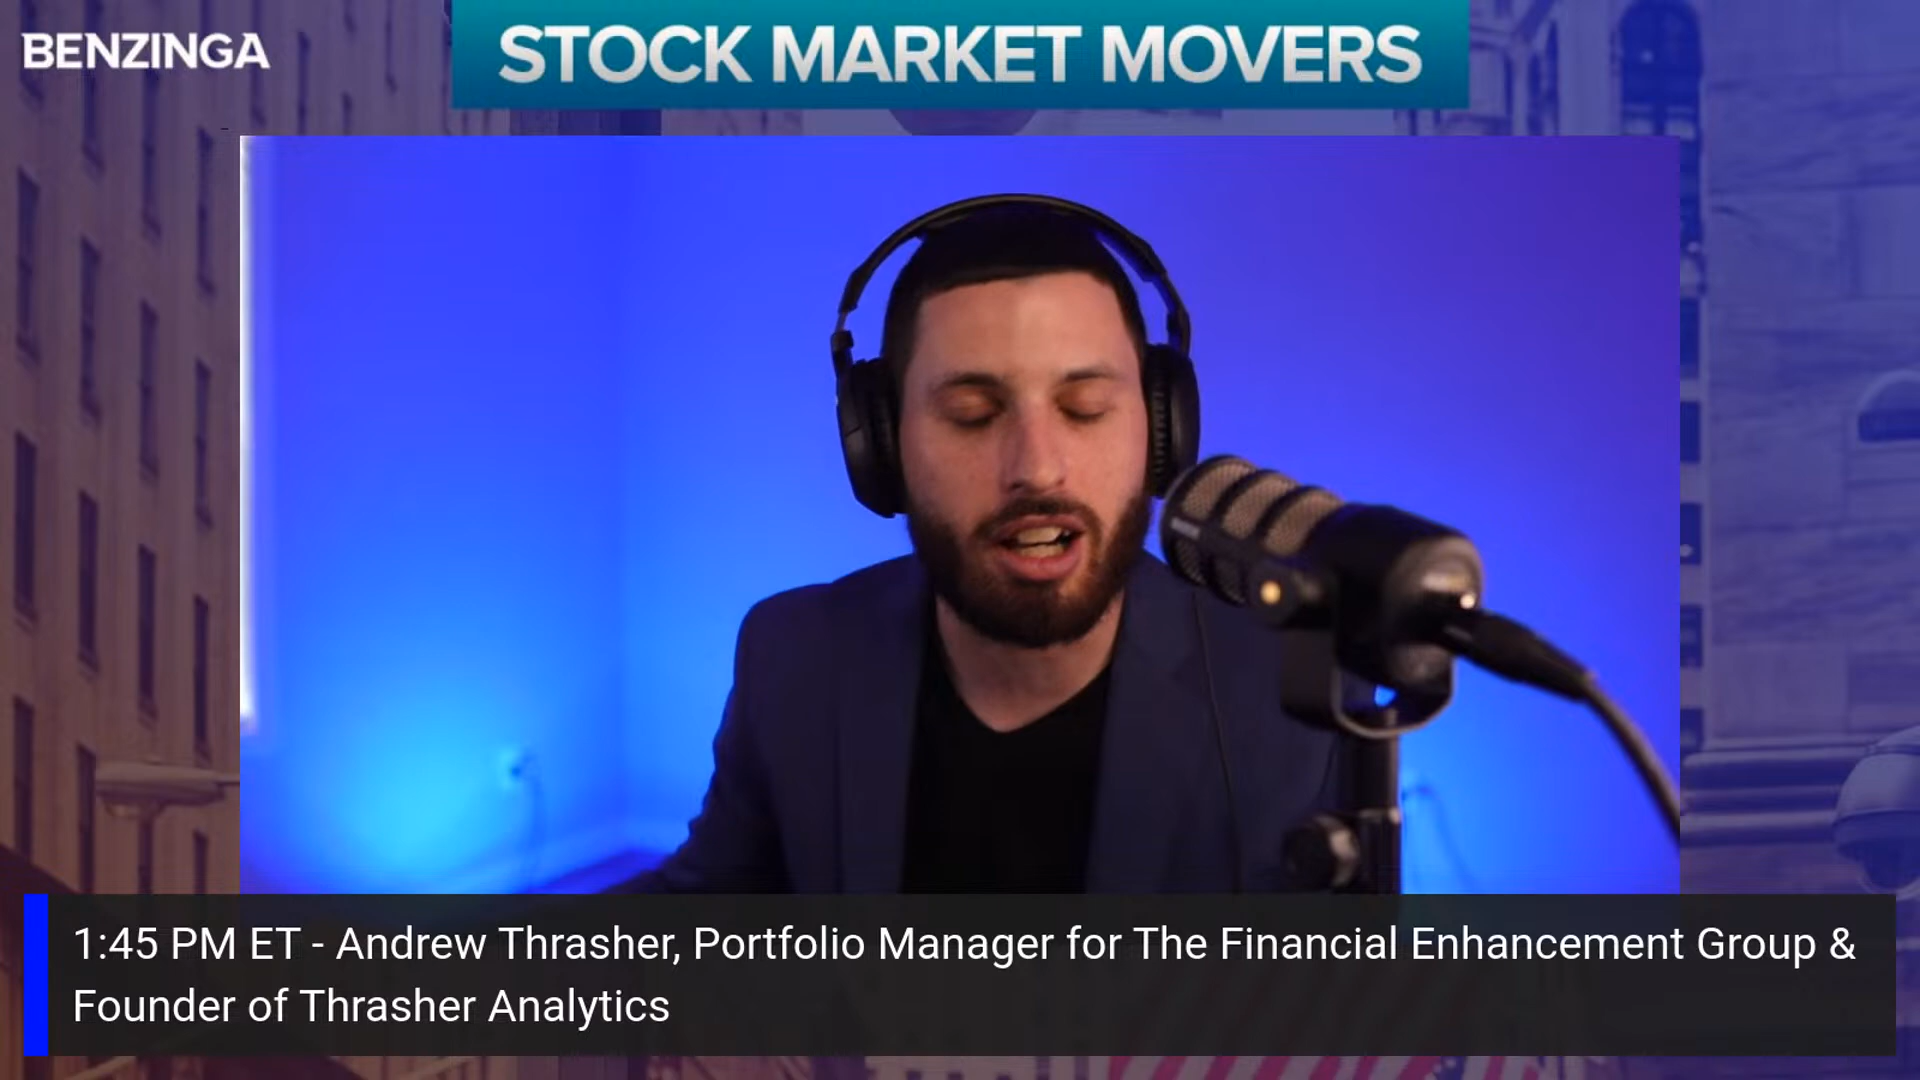 BENZINGA
STOCK MARKET MOVERS
1:45 PM ET - Andrew Thrasher, Portfolio Manager for The Financial Enhancement Group &
Founder of Thrasher Analytics